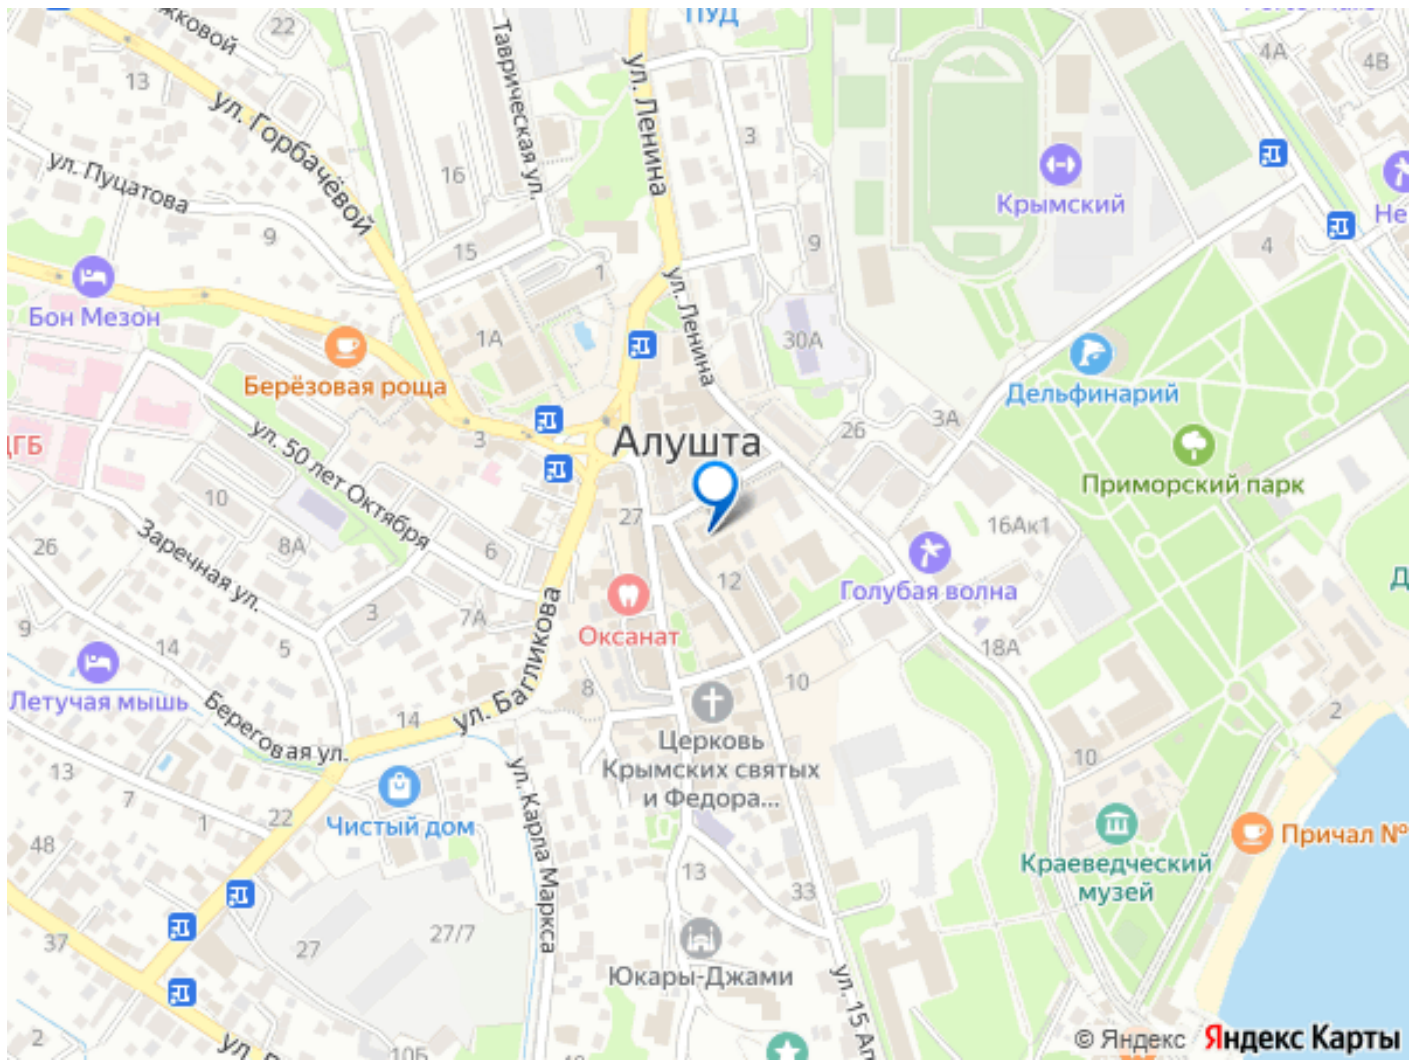 ПУД
22
13
ул. Горбачёвой
Таврическая ул.
ул. Ленина
4А
4В
3
Крымский
Не
ул. Пуцатова
16
9
15
1
9
4
Бон Мезон
ул. Ленина
1А
30А
Берёзовая роща
Дельфинарий
3А
26
3
Алушта
ул. 50 лет Октября
Приморский парк
10
27
16Ак1
8А
6
26
Заречная ул.
12
Голубая волна
3
7А
Оксанат
9
14
5
18А
Летучая мышь
8
10
ул. Багликова
14
2
Береговая ул.
Церковь
Крымских святых
и Федора...
10
13
7
1
22
Чистый дом
ул. Карла Маркса
Причал №
48
Краеведческий
музей
13
33
37
27
27/7
Юкары-Джами
2
10Б
© Яндекс Яндекс Карты